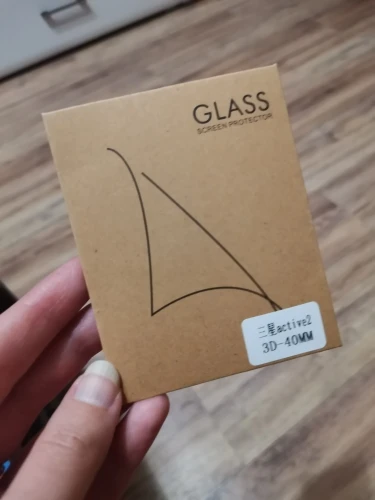 GLASS
SCREEN PROTECTOR
三星active2
3D-40MM